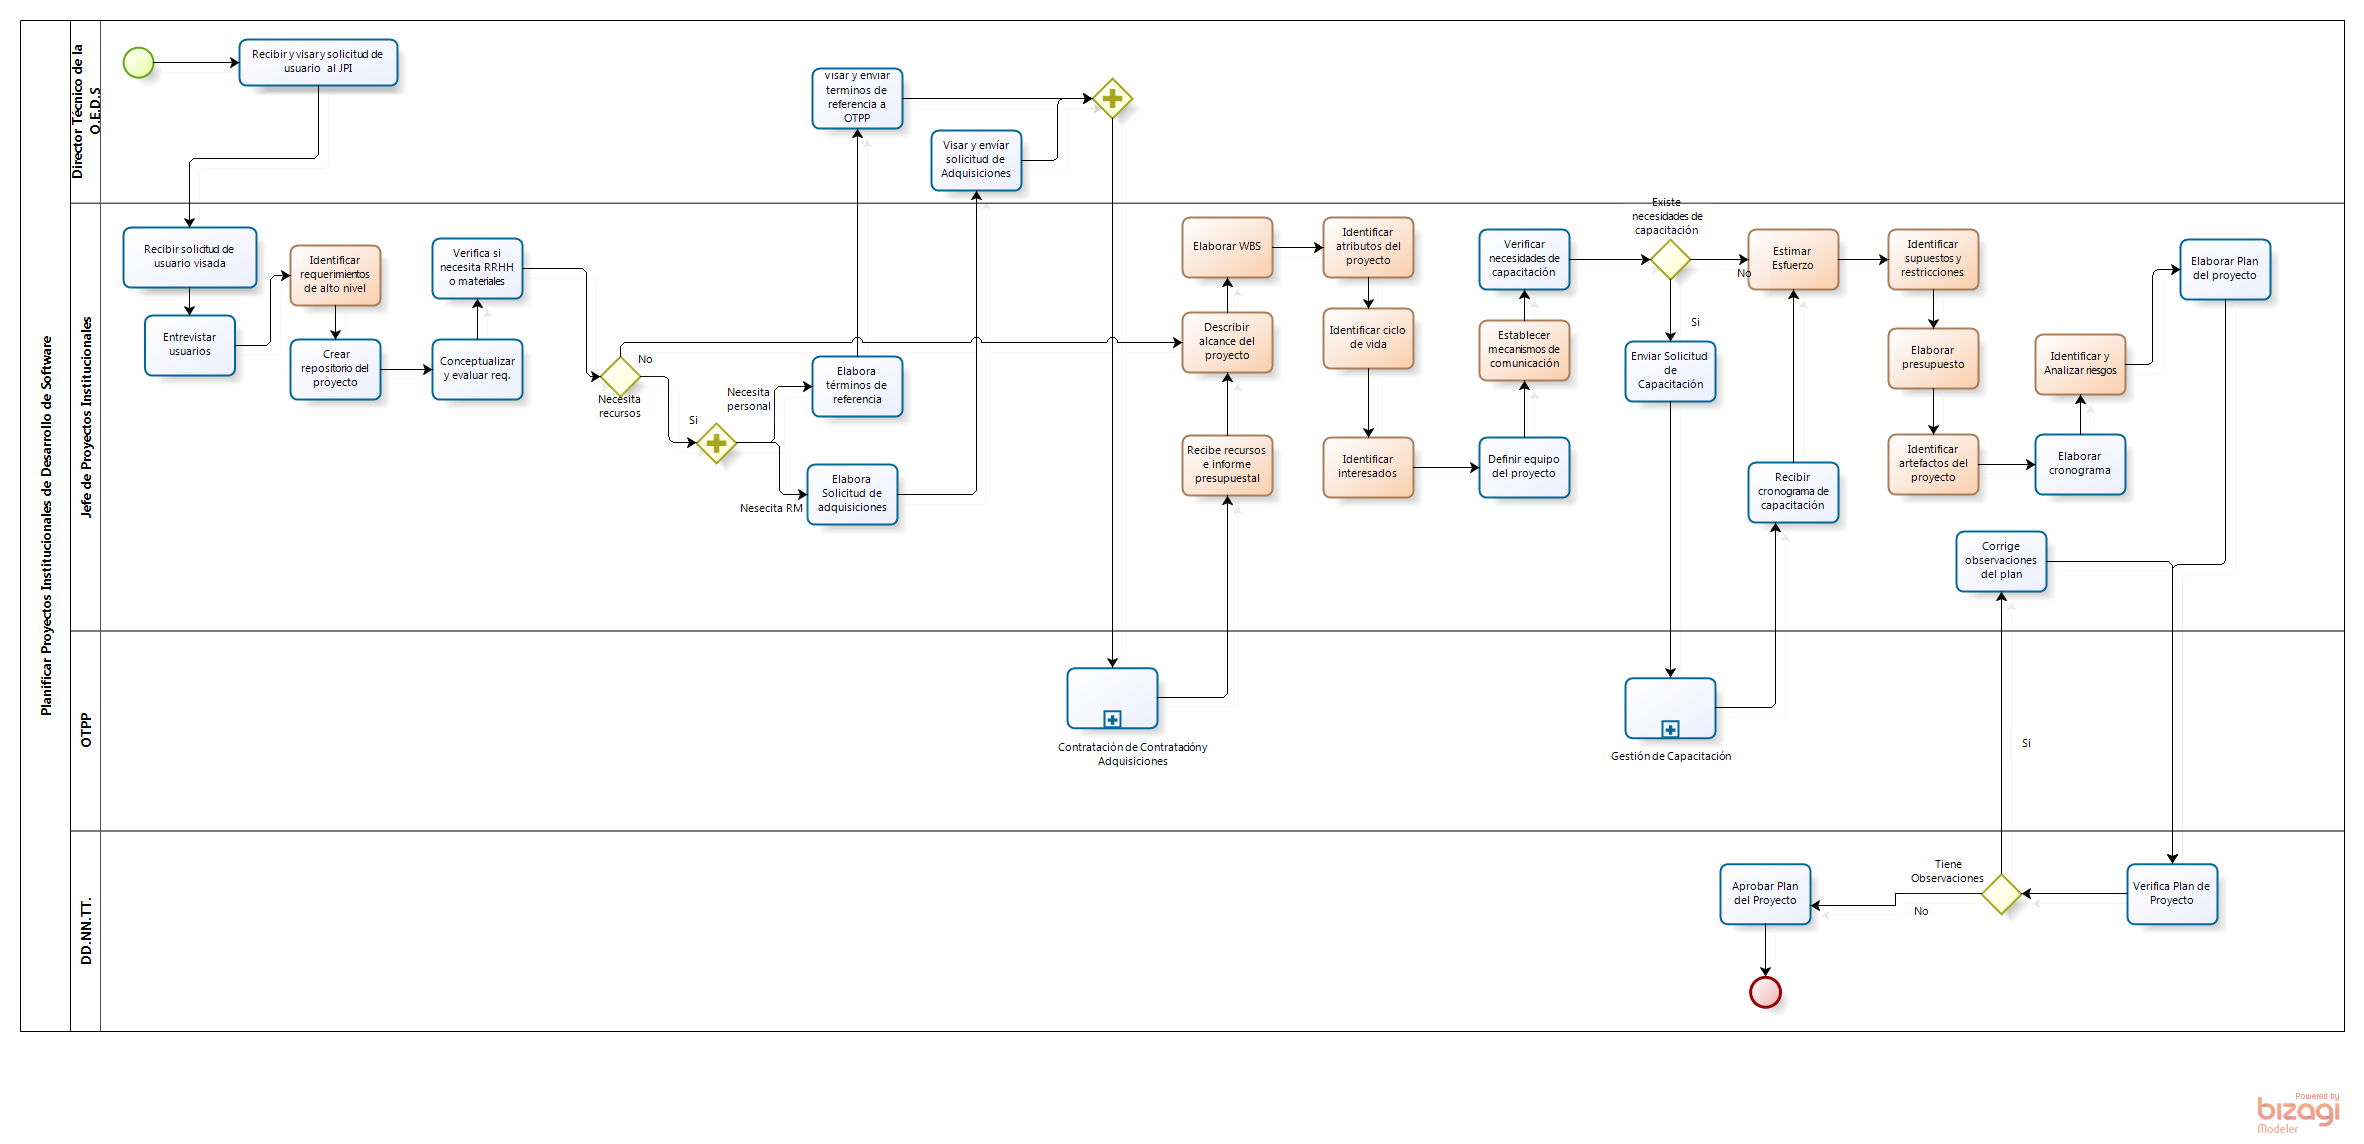 Planificar Proyectos Institucionales de Desarrollo de Software
Director Técnico de la
O.E.D.S
Recibir y visar y solicitud de
usuario al JPI
Visar y enviar
terminos de
referencia a
OTPP
Visar y envíar
solicitud de
Adquisiciones
Jefe de Proyectos Institucionales
Recibir solicitud de
usuario visada
Entrevistar
usuarios
Identificar
requerimientos
de alto nivel
Crear
repositorio del
proyecto
Verifica si
necesita RRHH
o materiales
Conceptualizar
y evaluar req.
No
Necesita
recursos
Si
Necesita
personal
Nesecita RM
Elabora
términos de
referencia
Elabora
Solicitud de
adquisiciones
Elaborar WBS
Describir
alcance del
proyecto
Recibe recursos
e informe
presupuestal
Identificar
atributos del
proyecto
Identificar ciclo
de vida
Identificar
interesados
Verificar
necesidades de
capacitación
Establecer
mecanismos de
comunicación
Definir equipo
del proyecto
Existe
necesidades de
capacitación
No
Si
Enviar Solicitud
de
Capacitación
Estimar
Esfuerzo
Recibir
cronograma de
capacitación
Identificar
supuestos y
restricciones
Elaborar
presupuesto
Identificar
artefactos del
proyecto
Identificar y
Analizar riesgos
Elaborar
cronograma
Elaborar Plan
del proyecto
Corrige
observaciones
del plan
OTPP
Contratación de Contratación y
Adquisiciones
Gestión de Capacitación
Si
DD.NN.TT.
Aprobar Plan
del Proyecto
Tiene
Observaciones
No
Verifica Plan de
Proyecto
Powered by
bizagi
Modeler